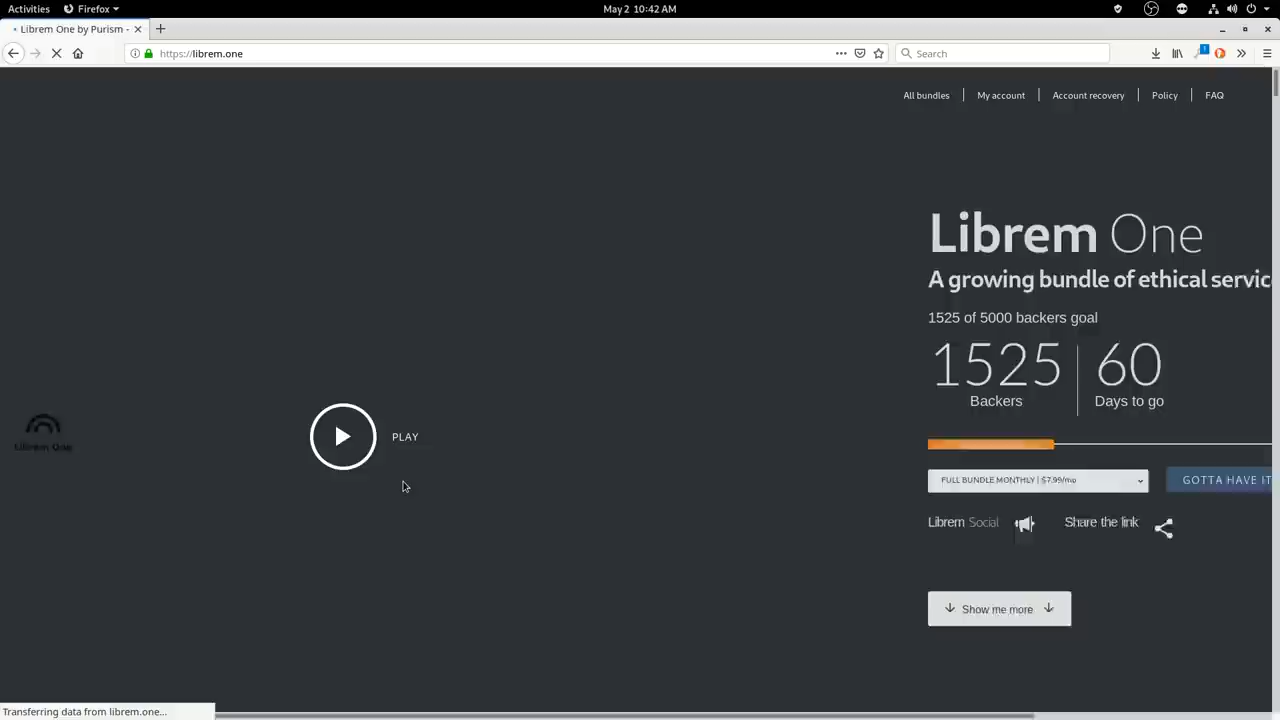 Activities
Firefox
May 2 10:42 AM
Librem One by Purism -
https://librem.one
Search
1
All bundles
My account
Account recovery
Policy
FAQ
Librem One
A growing bundle of ethical servic
1525 of 5000 backers goal
1525
60
Backers
Days to go
Librem One
PLAY
FULL BUNDLE MONTHLY | $7.99/mo
GOTTA HAVE IT
Librem Social
Share the link
Show me more
Transferring data from librem.one...